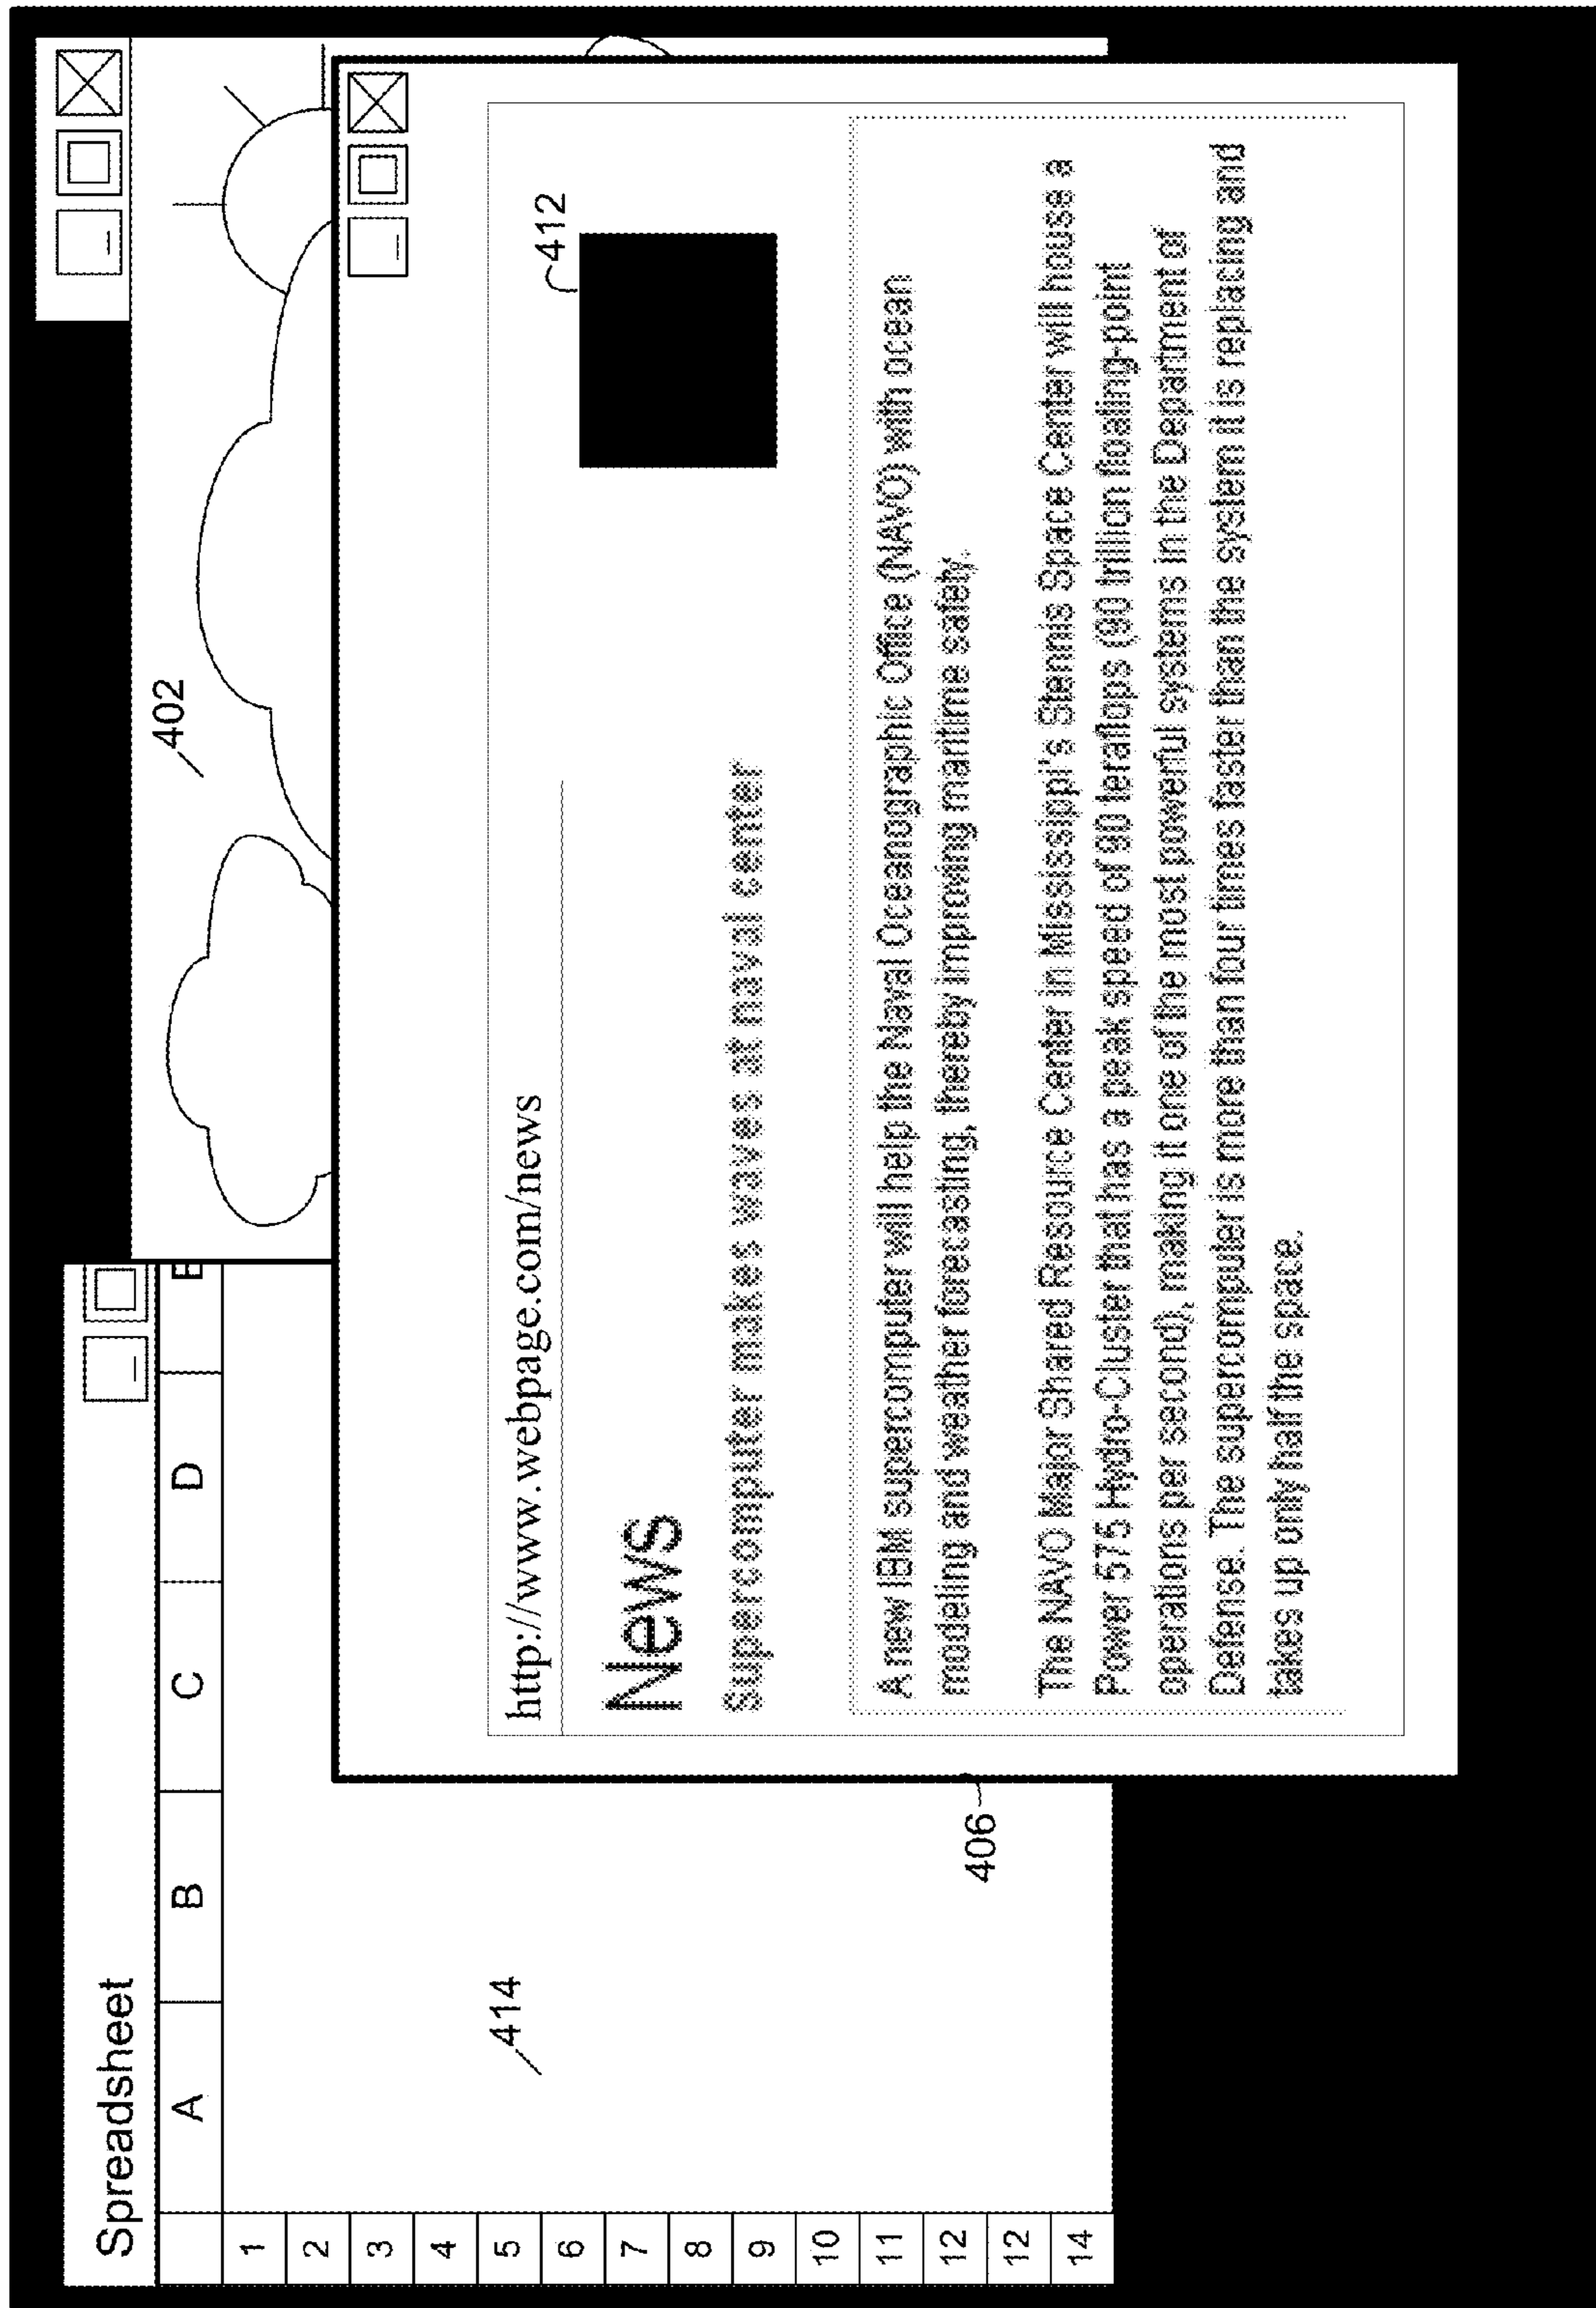 Spreadsheet
A B C D E
1
2
3
4
5
6
7
8
9
10
11
12
12
14
414
402
406
412
http://www.webpage.com/news
News
Supercomputer makes waves at naval center
A new IBM supercomputer will help the Naval Oceanographic Office (NAVO) with ocean
modeling and weather forecasting, thereby improving maritime safety.
The NAVO Major Shared Resource Center in Mississippi's Stennis Space Center will house a
Power 575 Hydro-Cluster that has a peak speed of 90 teraflops (90 trillion floating-point
operations per second), making it one of the most powerful systems in the Department of
Defense. The supercomputer is more than four times faster than the system it is replacing and
takes up only half the space.